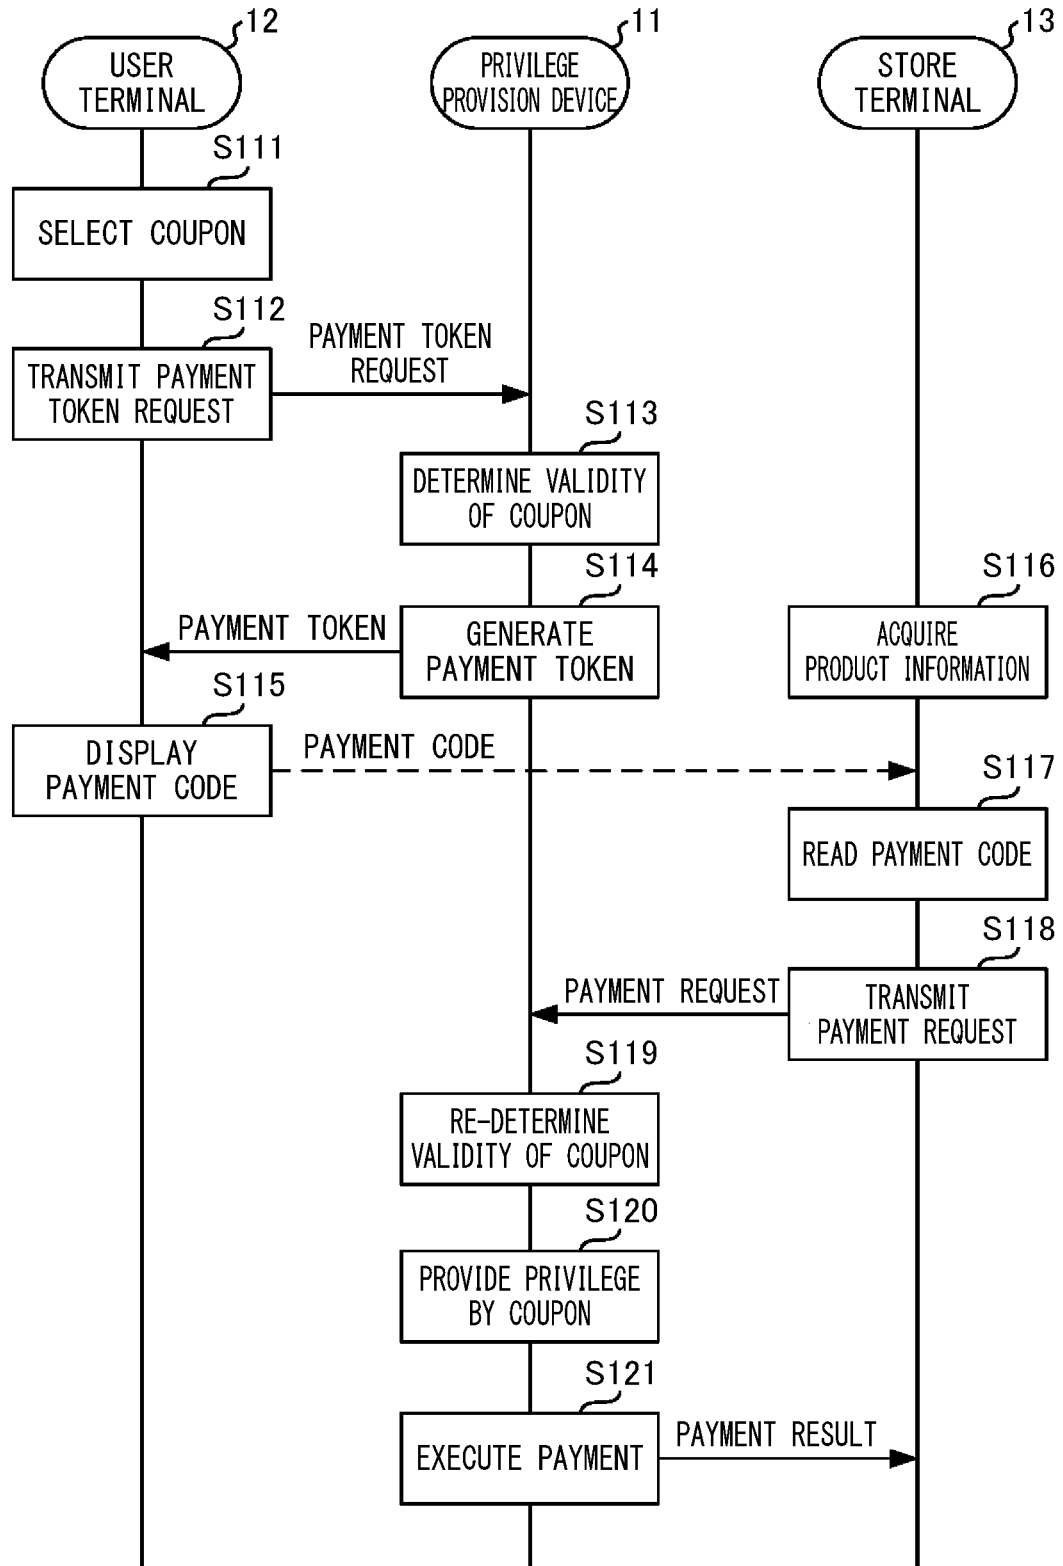 12
11
13
USER
TERMINAL
PRIVILEGE
PROVISION DEVICE
STORE
TERMINAL
S111
SELECT COUPON
S112
TRANSMIT PAYMENT
TOKEN REQUEST
PAYMENT TOKEN
REQUEST
S113
DETERMINE VALIDITY
OF COUPON
S114
GENERATE
PAYMENT TOKEN
PAYMENT TOKEN
S116
ACQUIRE
PRODUCT INFORMATION
S115
DISPLAY
PAYMENT CODE
PAYMENT CODE
S117
READ PAYMENT CODE
S118
TRANSMIT
PAYMENT REQUEST
PAYMENT REQUEST
S119
RE-DETERMINE
VALIDITY OF COUPON
S120
PROVIDE PRIVILEGE
BY COUPON
S121
EXECUTE PAYMENT
PAYMENT RESULT